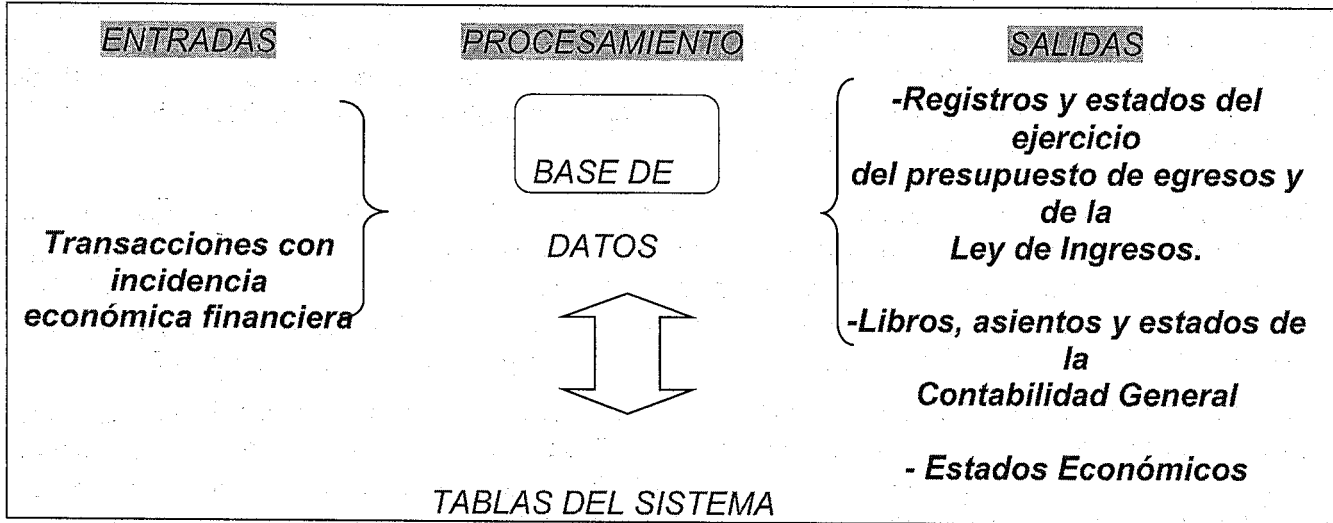 ENTRADAS
Transacciones con
incidencia
económica financiera
PROCESAMIENTO
BASE DE
DATOS
TABLAS DEL SISTEMA
SALIDAS
-Registros y estados del
ejercicio
del presupuesto de egresos y
de la
Ley de Ingresos.
-Libros, asientos y estados de
la
Contabilidad General
- Estados Económicos